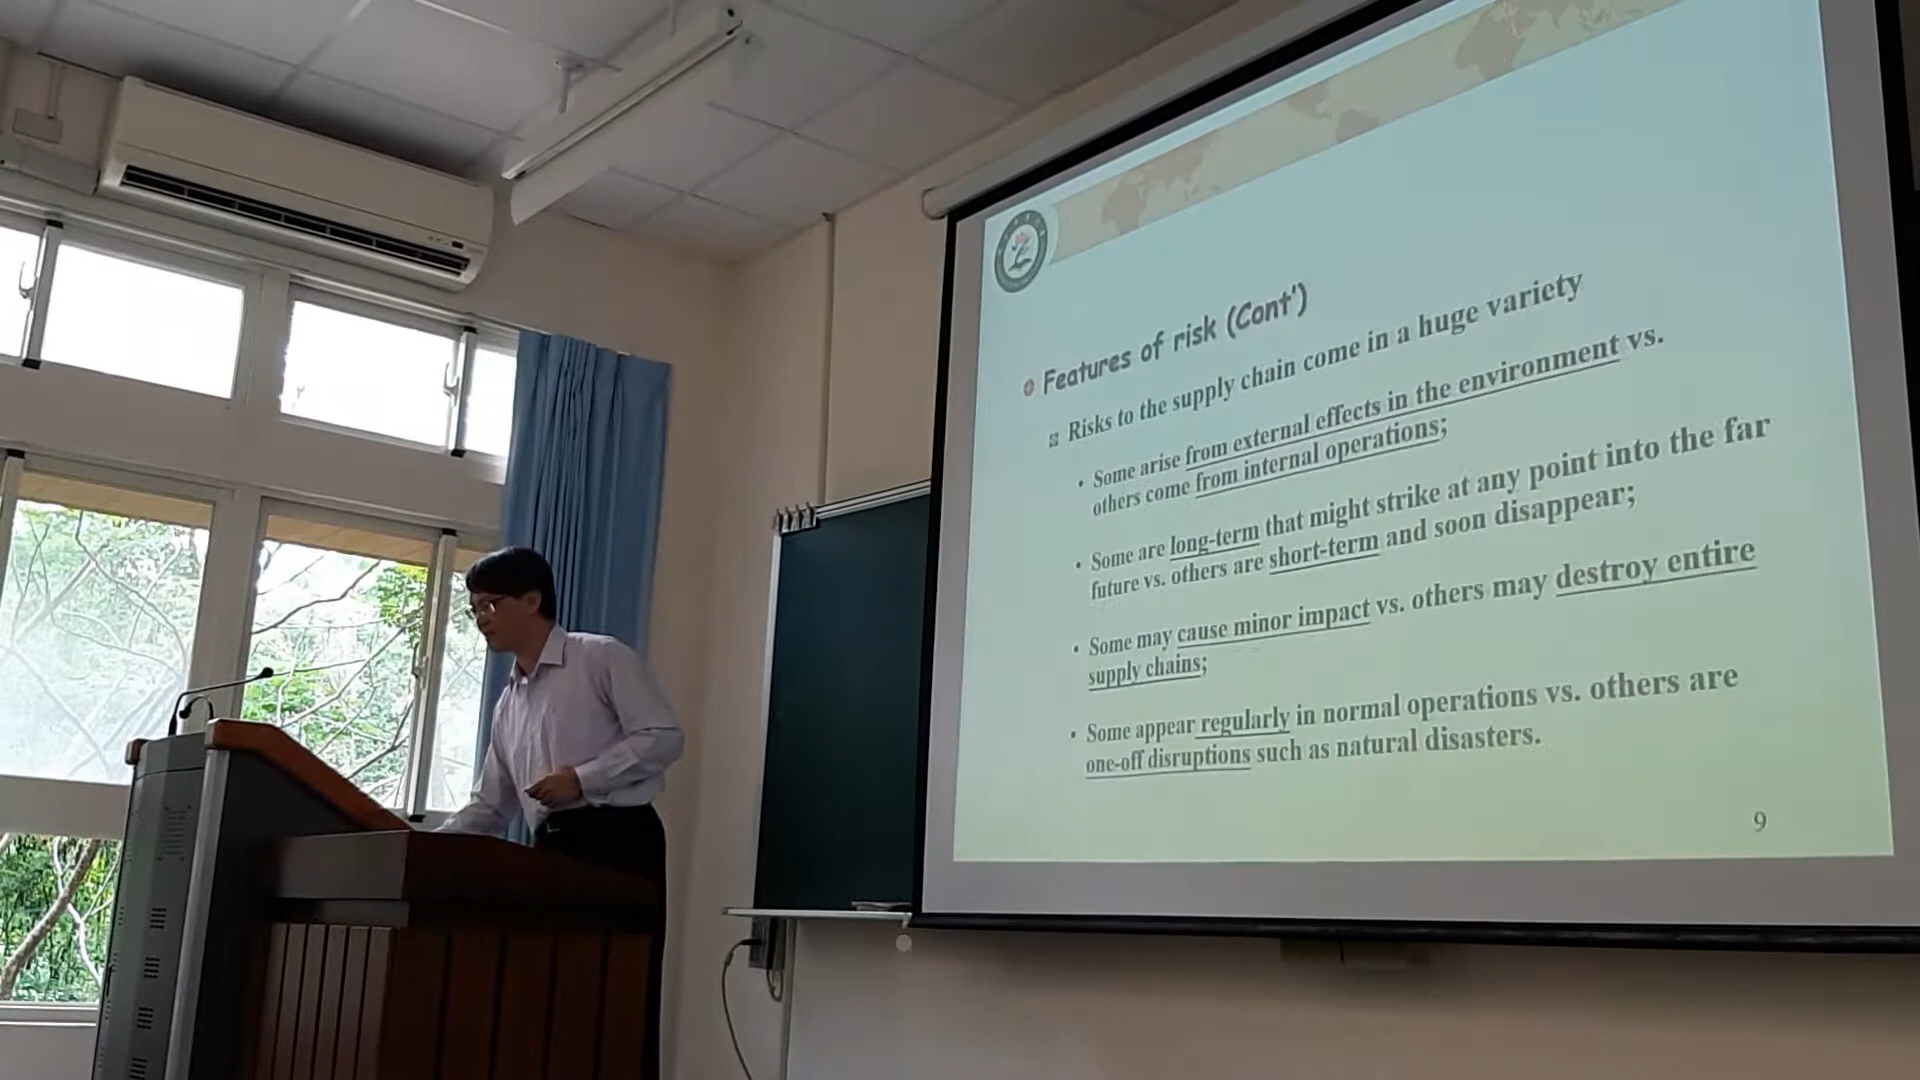 Features of risk (Cont')
Risks to the supply chain come in a huge variety
Some arise from external effects in the environment vs.
others come from internal operations;
Some are long-term that might strike at any point into the far
future vs. others are short-term and soon disappear;
Some may cause minor impact vs. others may destroy entire
supply chains;
Some appear regularly in normal operations vs. others are
one-off disruptions such as natural disasters.
9